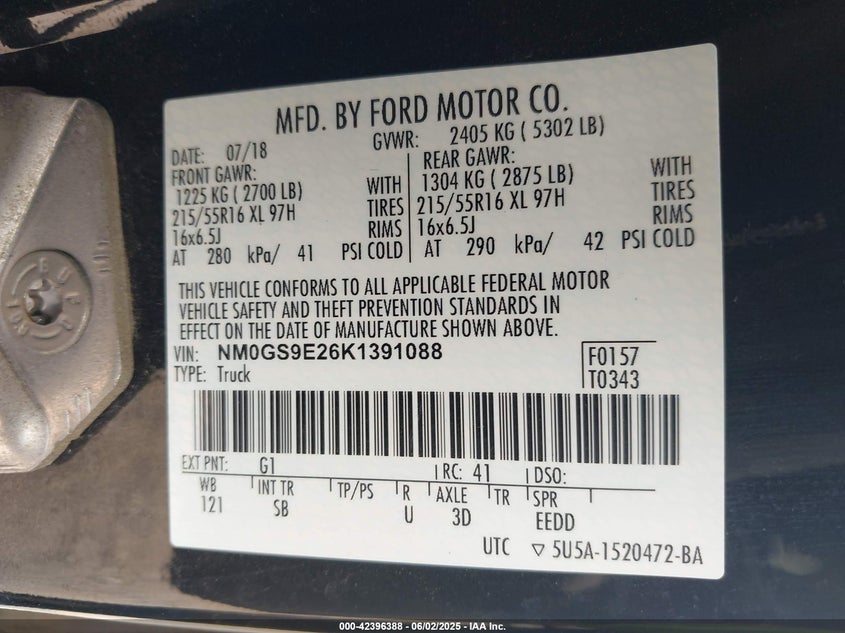 MFD. BY FORD MOTOR CO.
DATE: 07/18 GVWR: 2405 KG ( 5302 LB)
FRONT GAWR: REAR GAWR:
1225 KG ( 2700 LB) WITH 1304 KG ( 2875 LB) WITH
215/55R16 XL 97H TIRES 215/55R16 XL 97H TIRES
16x6.5J RIMS 16x6.5J RIMS
AT 280 kPa/ 41 PSI COLD AT 290 kPa/ 42 PSI COLD
THIS VEHICLE CONFORMS TO ALL APPLICABLE FEDERAL MOTOR
VEHICLE SAFETY AND THEFT PREVENTION STANDARDS IN
EFFECT ON THE DATE OF MANUFACTURE SHOWN ABOVE.
VIN: NM0GS9E26K1391088 F0157
TYPE: Truck T0343
EXT PNT: G1 RC: 41 DSO:
WB INT TR TP/PS R AXLE TR SPR
121 SB U 3D EEDD
UTC ▽ 5U5A-1520472-BA
000-42396388 - 06/02/2025 - IAA Inc.